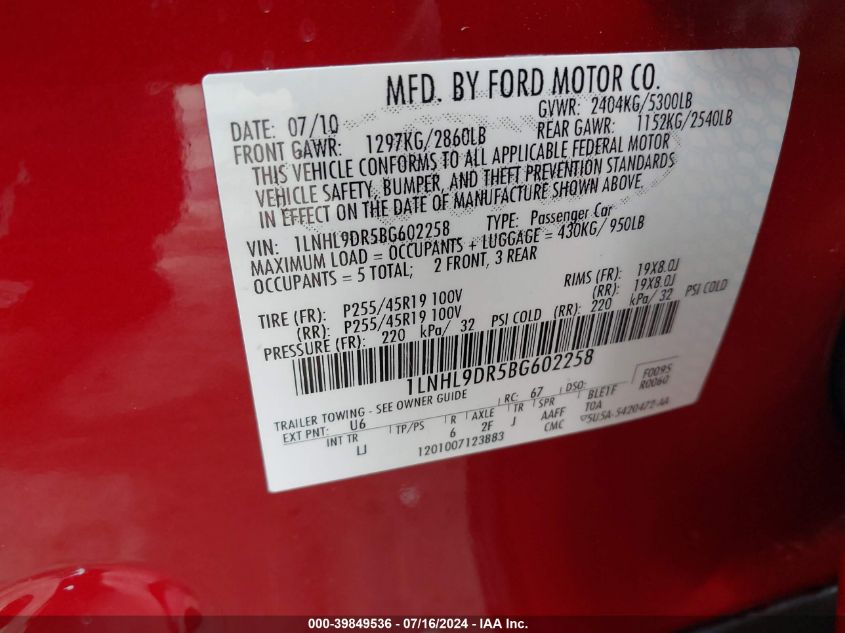 MFD. BY FORD MOTOR CO.
DATE: 07/10 GVWR: 2404KG/5300LB
FRONT GAWR: 1297KG/2860LB REAR GAWR: 1152KG/2540LB
THIS VEHICLE CONFORMS TO ALL APPLICABLE FEDERAL MOTOR
VEHICLE SAFETY, BUMPER, AND THEFT PREVENTION STANDARDS
IN EFFECT ON THE DATE OF MANUFACTURE SHOWN ABOVE.
VIN: 1LNHL9DR5BG602258 TYPE: Passenger Car
MAXIMUM LOAD = OCCUPANTS + LUGGAGE = 430KG/ 950LB
OCCUPANTS = 5 TOTAL; 2 FRONT, 3 REAR
TIRE (FR): P255/45R19 100V RIMS (FR): 19X8.0J
(RR): P255/45R19 100V (RR): 19X8.0J
PRESSURE (FR): 220 kPa/ 32 PSI COLD (RR): 220 kPa/ 32 PSI COLD
1LNHL9DR5BG602258
TRAILER TOWING - SEE OWNER GUIDE RC: 67 DSO: F0095
EXT PNT: U6 TP/PS R AXLE TR SPR BLE1F R0060
INT TR LJ 6 2F J AAFF TOA
1201007123883 CMC 5U5A-5420472-AA
000-39849536 - 07/16/2024 - IAA Inc.